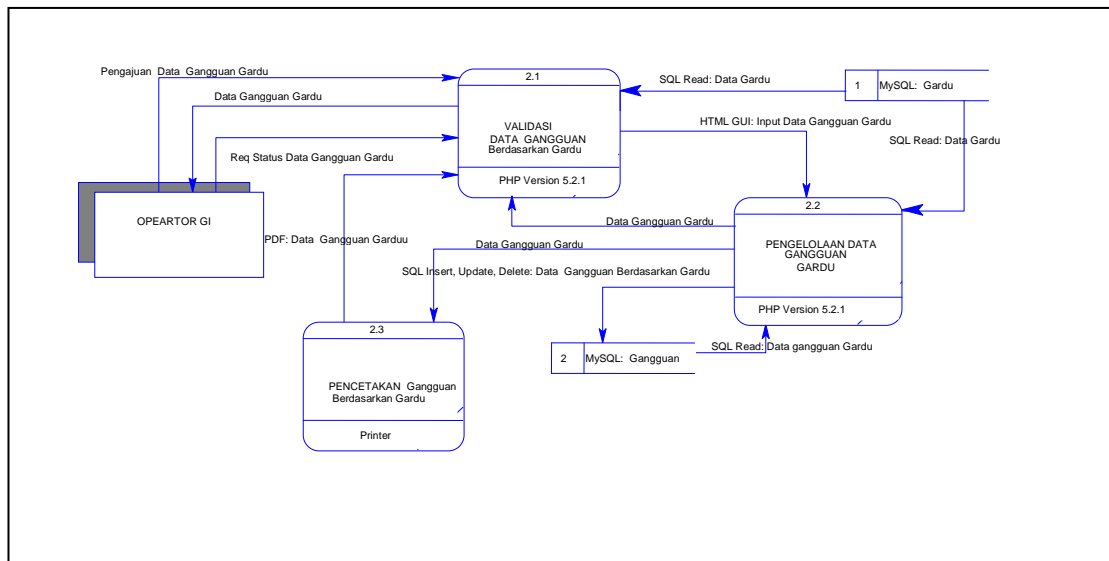 Pengajuan Data Gangguan Gardu
2.1
SQL Read: Data Gardu
1 MySQL: Gardu
Data Gangguan Gardu
VALIDASI
DATA GANGGUAN
Berdasarkan Gardu
HTML GUI: Input Data Gangguan Gardu
SQL Read: Data Gardu
Req Status Data Gangguan Gardu
PHP Version 5.2.1
2.2
OPEARTOR GI
Data Gangguan Gardu
PDF: Data Gangguan Garduu
Data Gangguan Gardu
PENGELOLAAN DATA
GANGGUAN
GARDU
SQL Insert, Update, Delete: Data Gangguan Berdasarkan Gardu
PHP Version 5.2.1
2.3
SQL Read: Data gangguan Gardu
2 MySQL: Gangguan
PENCETAKAN Gangguan
Berdasarkan Gardu
Printer